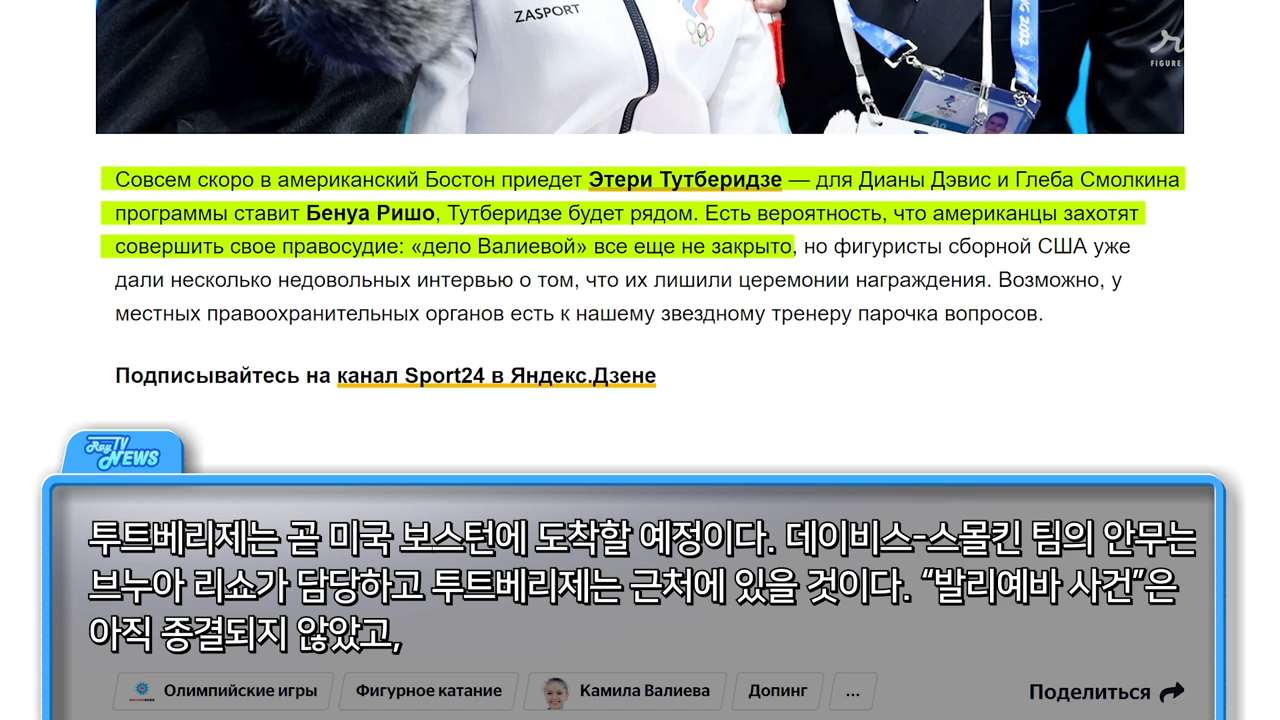 ZASPORT
FIGURE
Совсем скоро в американский Бостон приедет Этери Тутберидзе — для Дианы Дэвис и Глеба Смолкина
программы ставит Бенуа Ришо, Тутберидзе будет рядом. Есть вероятность, что американцы захотят
совершить свое правосудие: «дело Валиевой» все еще не закрыто, но фигуристы сборной США уже
дали несколько недовольных интервью о том, что их лишили церемонии награждения. Возможно, у
местных правоохранительных органов есть к нашему звездному тренеру парочка вопросов.
Подписывайтесь на канал Sport24 в Яндекс.Дзене
RayTV
NEWS
투트베리제는 곧 미국 보스턴에 도착할 예정이다. 데이비스-스몰킨 팀의 안무는
브누아 리쇼가 담당하고 투트베리제는 근처에 있을 것이다. “발리예바 사건”은
아직 종결되지 않았고,
Олимпийские игры Фигурное катание Камила Валиева Допинг ... Поделиться